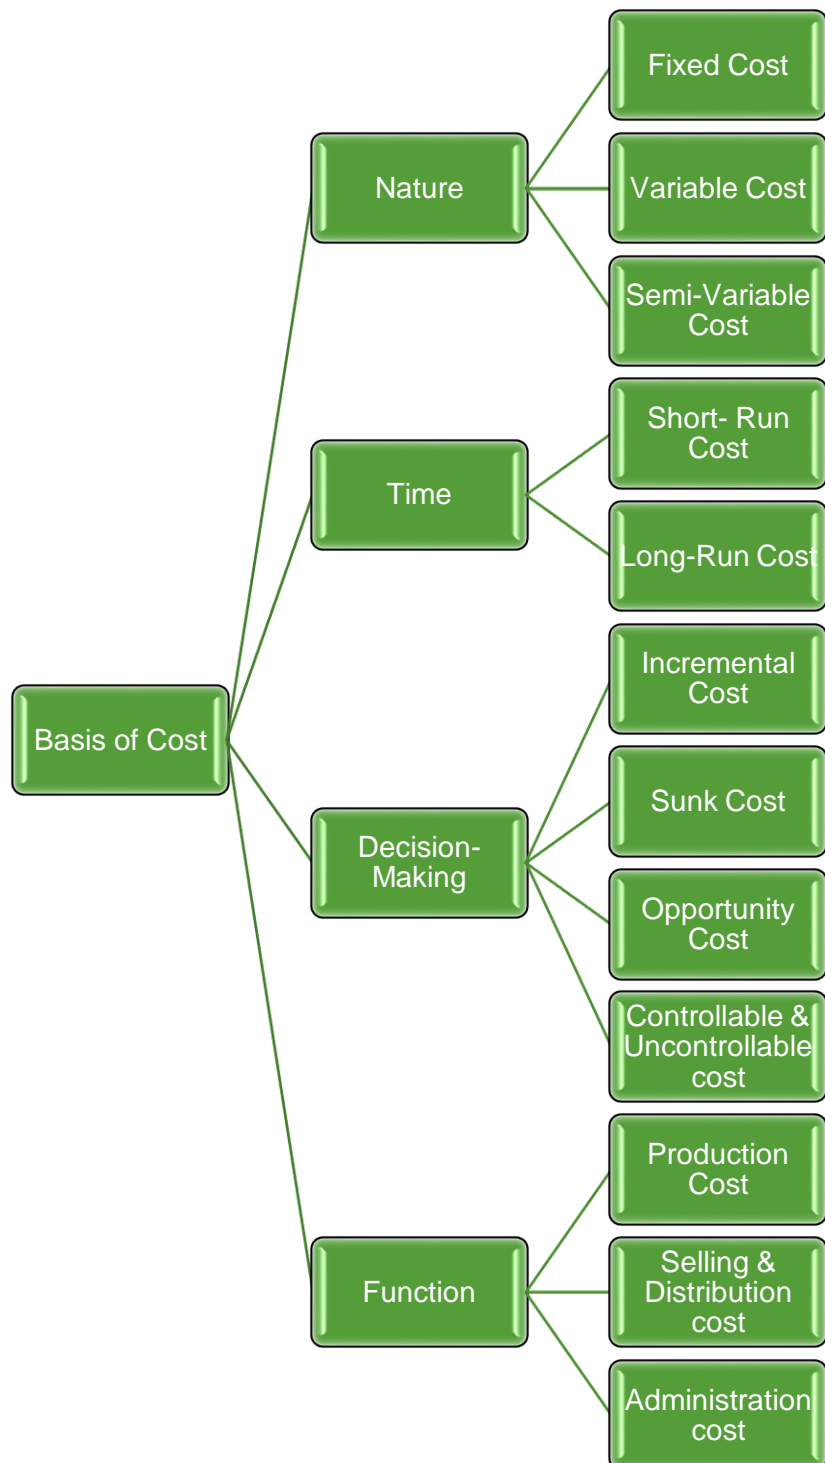 Basis of Cost
Nature
Fixed Cost
Variable Cost
Semi-Variable
Cost
Time
Short- Run
Cost
Long-Run Cost
Decision-
Making
Incremental
Cost
Sunk Cost
Opportunity
Cost
Controllable &
Uncontrollable
cost
Function
Production
Cost
Selling &
Distribution
cost
Administration
cost